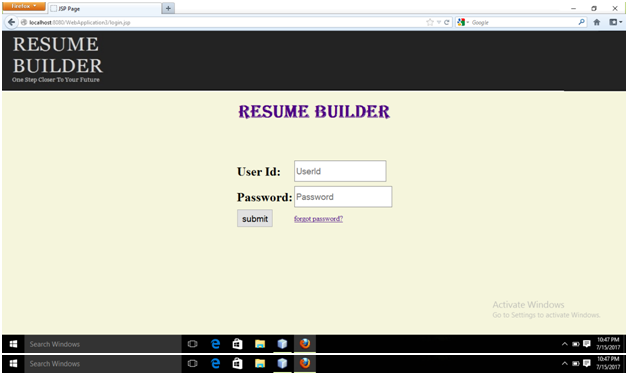 Firefox
JSP Page
localhost:8080/WebApplication3/login.jsp
Google
RESUME
BUILDER
One Step Closer To Your Future
RESUME BUILDER
User Id:
UserId
Password:
Password
submit
forgot password?
Activate Windows
Go to Settings to activate Windows.
Search Windows
10:47 PM
7/15/2017
Search Windows
10:47 PM
7/15/2017